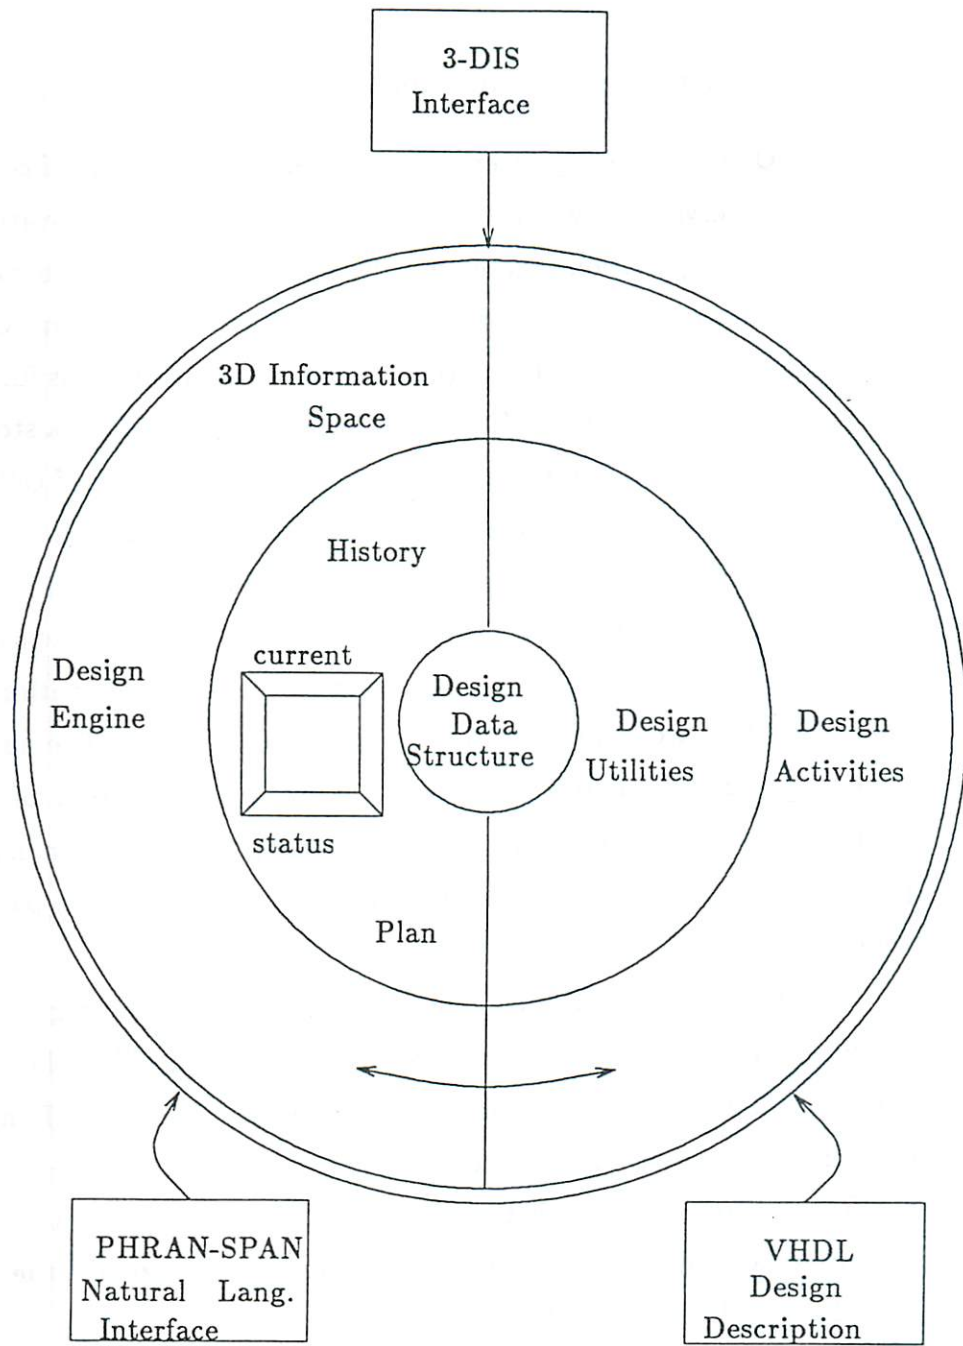 3-DIS
Interface
3D Information
Space
History
current
Design
Engine
status
Plan
Design
Data
Structure
Design
Utilities
Design
Activities
PHRAN-SPAN
Natural Lang.
Interface
VHDL
Design
Description